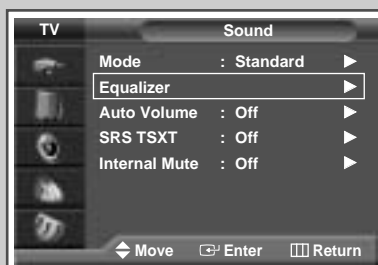 TV Sound
Mode : Standard
Equalizer
Auto Volume : Off
SRS TSXT : Off
Internal Mute : Off
Move Enter Return